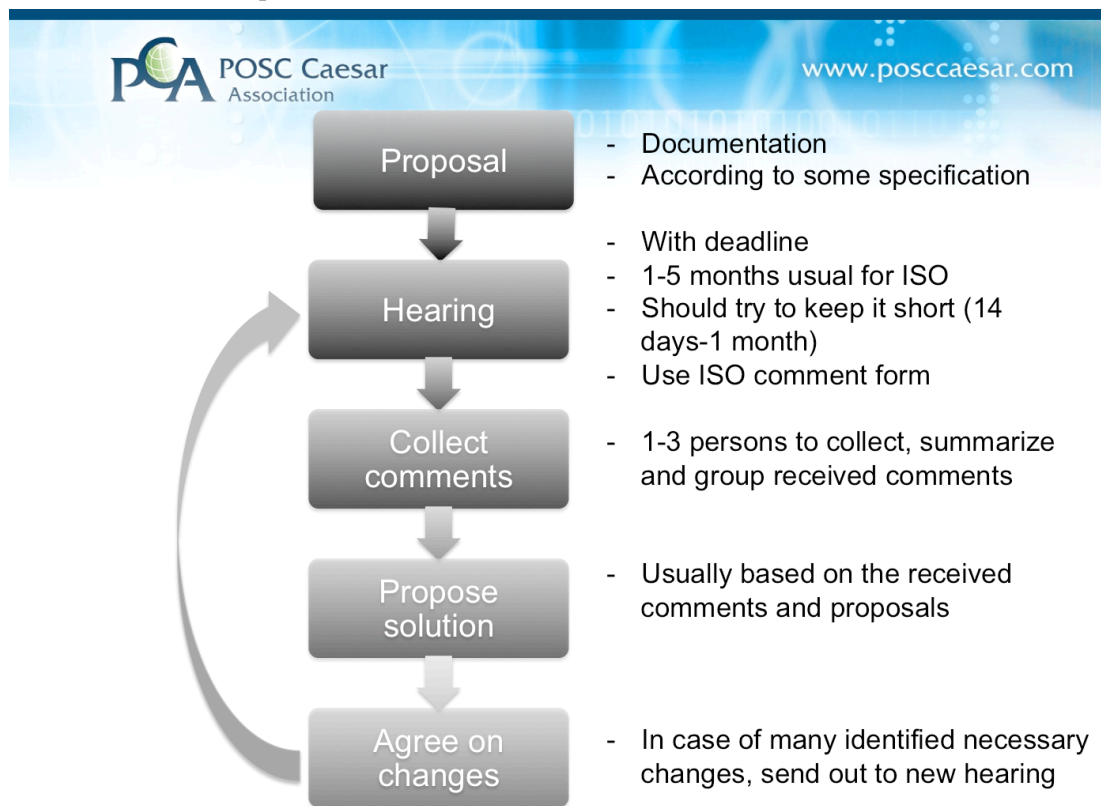 PCA POSC Caesar
Association
www.posccaesar.com
Proposal
- Documentation
- According to some specification
Hearing
- With deadline
- 1-5 months usual for ISO
- Should try to keep it short (14
days-1 month)
- Use ISO comment form
Collect
comments
- 1-3 persons to collect, summarize
and group received comments
Propose
solution
- Usually based on the received
comments and proposals
Agree on
changes
- In case of many identified necessary
changes, send out to new hearing